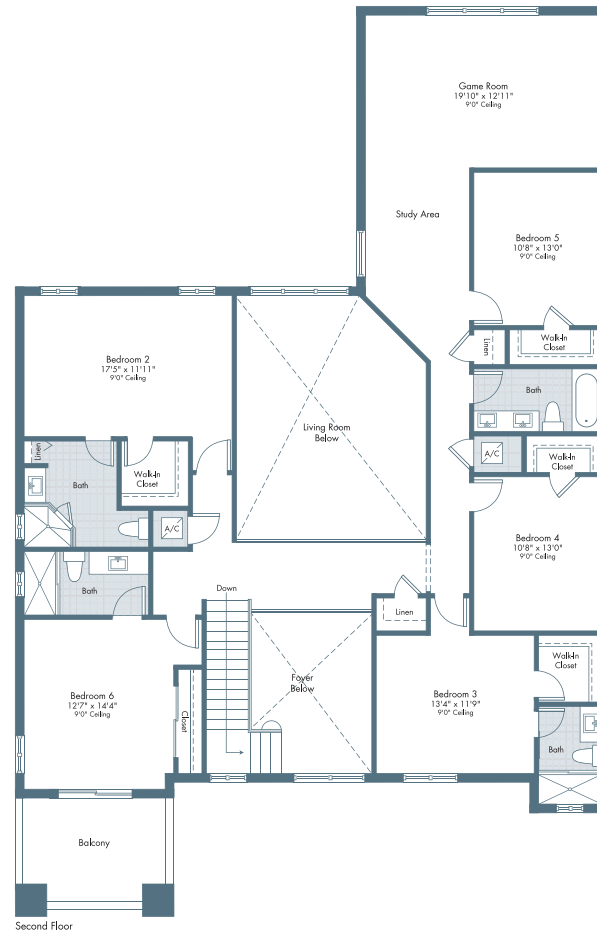 Game Room
19'10" x 12'11"
9'0" Ceiling
Study Area
Bedroom 5
10'8" x 13'0"
9'0" Ceiling
Linen
Walk-In
Closet
Bedroom 2
17'5" x 11'11"
9'0" Ceiling
Bath
Living Room
Below
Linen
Walk-In
Closet
Bath
A/C
Walk-In
Closet
A/C
Bedroom 4
10'8" x 13'0"
9'0" Ceiling
Bath
Down
Linen
Walk-In
Closet
Foyer
Below
Bedroom 6
12'7" x 14'4"
9'0" Ceiling
Closet
Bedroom 3
13'4" x 11'9"
9'0" Ceiling
Bath
Balcony
Second Floor